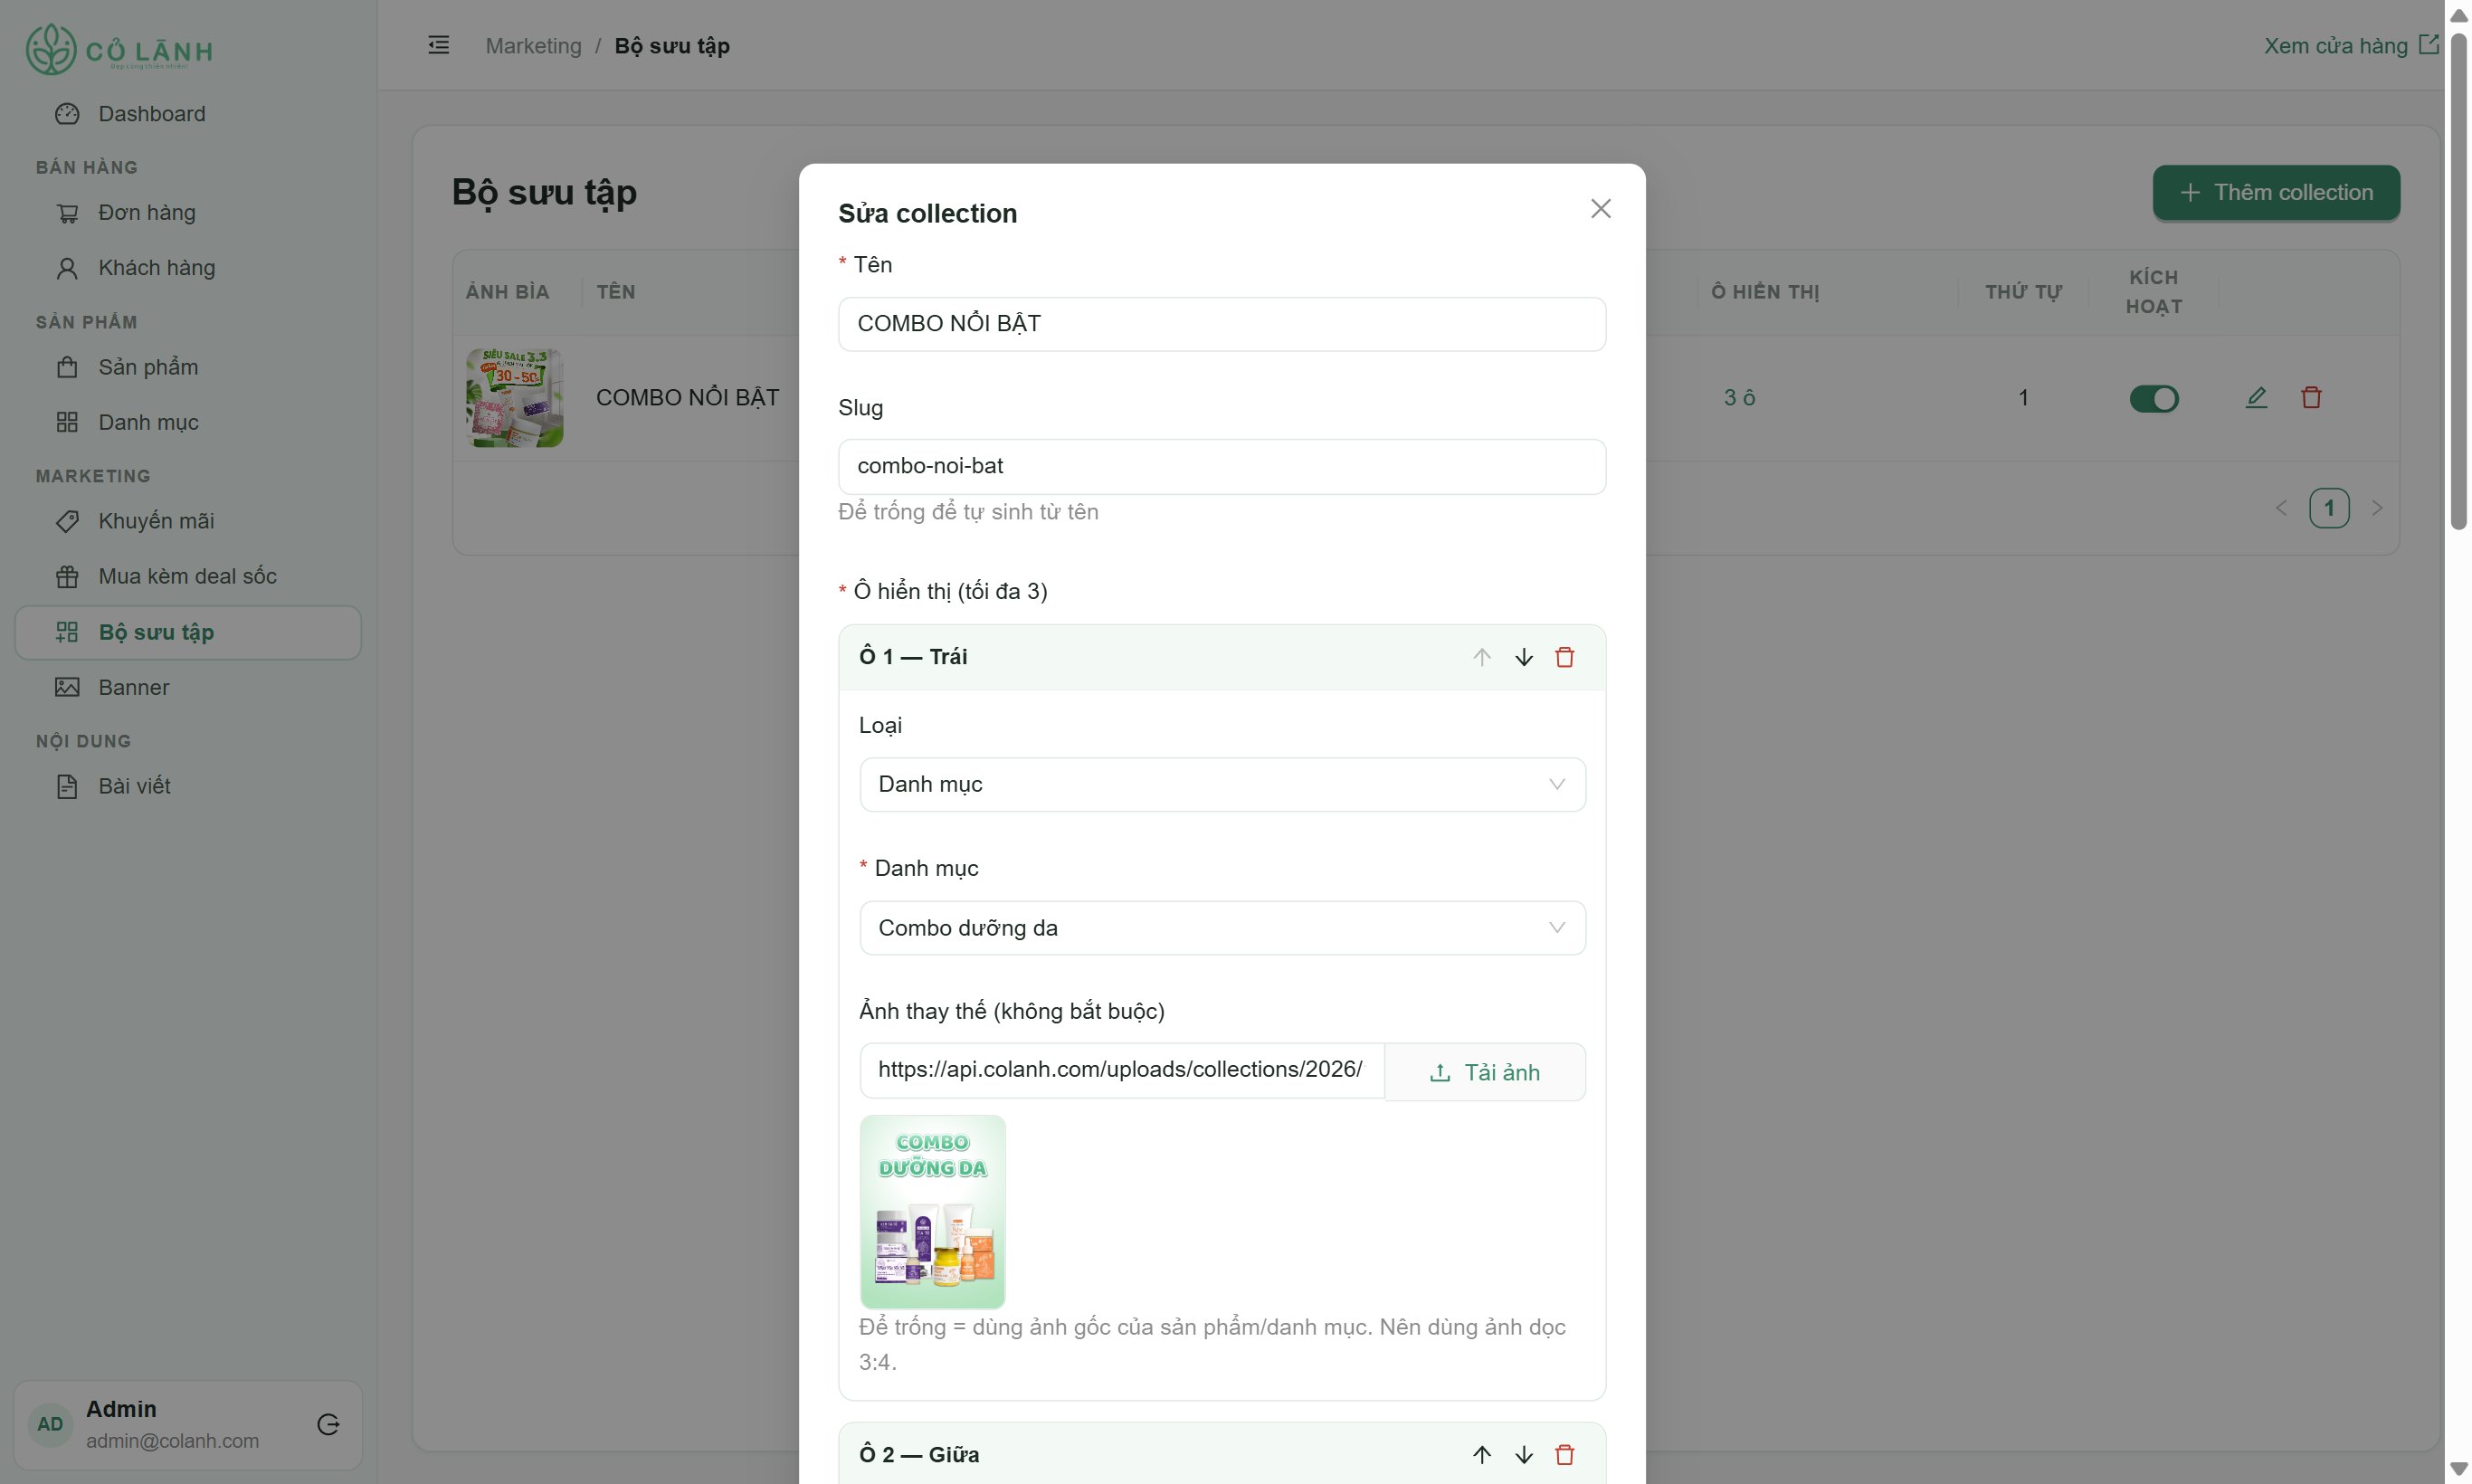 CỎ LÀNH
Dashboard
BÁN HÀNG
Đơn hàng
Khách hàng
SẢN PHẨM
Sản phẩm
Danh mục
MARKETING
Khuyến mãi
Mua kèm deal sốc
Bộ sưu tập
Banner
NỘI DUNG
Bài viết
AD
Admin
admin@colanh.com
Marketing / Bộ sưu tập
Xem cửa hàng
Bộ sưu tập
Thêm collection
ẢNH BÌA
TÊN
Ô HIỂN THỊ
THỨ TỰ
KÍCH
HOẠT
SIÊU SALE 3.3
30 - 50%
COMBO NỔI BẬT
3 ô
1
1
Sửa collection
* Tên
COMBO NỔI BẬT
Slug
combo-noi-bat
Để trống để tự sinh từ tên
* Ô hiển thị (tối đa 3)
Ô 1 — Trái
Loại
Danh mục
* Danh mục
Combo dưỡng da
Ảnh thay thế (không bắt buộc)
https://api.colanh.com/uploads/collections/2026/
Tải ảnh
COMBO
DƯỠNG DA
Để trống = dùng ảnh gốc của sản phẩm/danh mục. Nên dùng ảnh dọc
3:4.
Ô 2 — Giữa